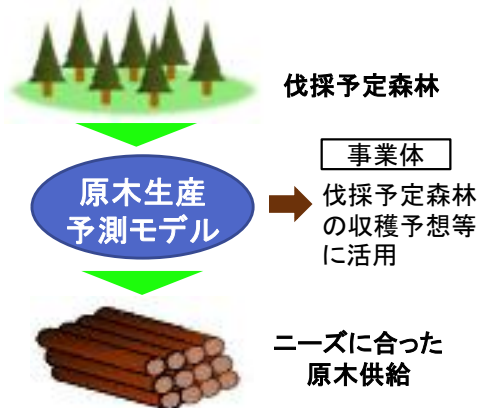 伐採予定森林
原木生産
予測モデル
事業体
伐採予定森林
の収穫予想等
に活用
ニーズに合った
原木供給